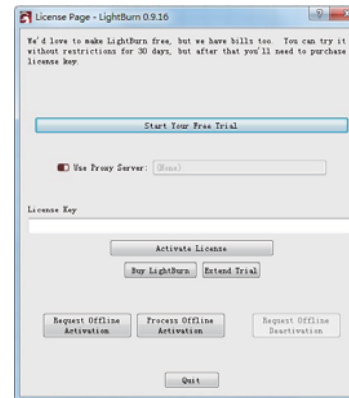 License Page - LightBurn 0.9.16
We'd love to make LightBurn free, but we have bills too. You can try it
without restrictions for 30 days, but after that you'll need to purchase
license key.
Start Your Free Trial
Use Proxy Server: (None)
License Key
Activate License
Buy LightBurn Extend Trial
Request Offline Activation
Process Offline Activation
Request Offline Deactivation
Quit